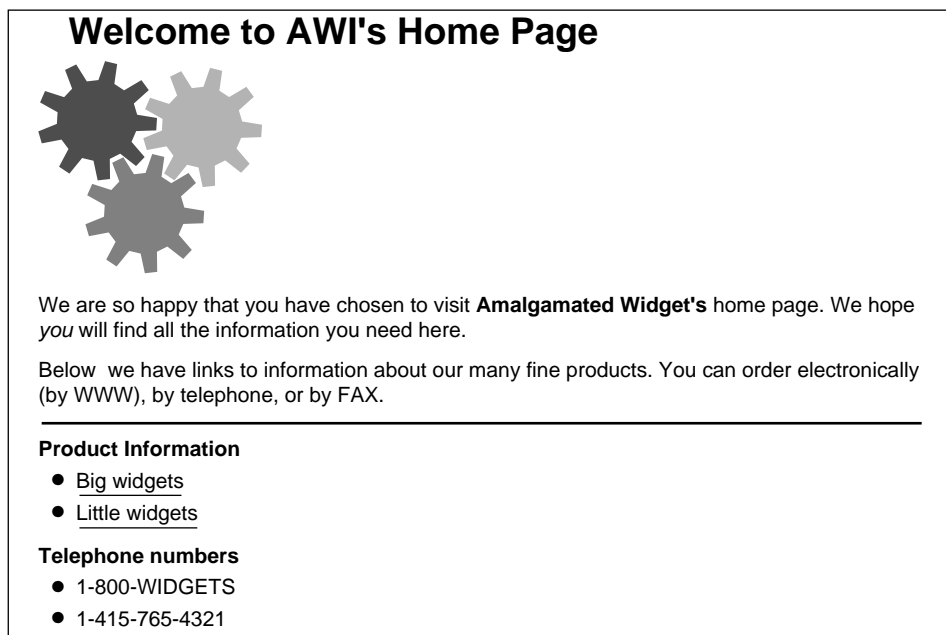 Welcome to AWI's Home Page
We are so happy that you have chosen to visit Amalgamated Widget's home page. We hope
you will find all the information you need here.
Below we have links to information about our many fine products. You can order electronically
(by WWW), by telephone, or by FAX.
Product Information
● Big widgets
● Little widgets
Telephone numbers
● 1-800-WIDGETS
● 1-415-765-4321